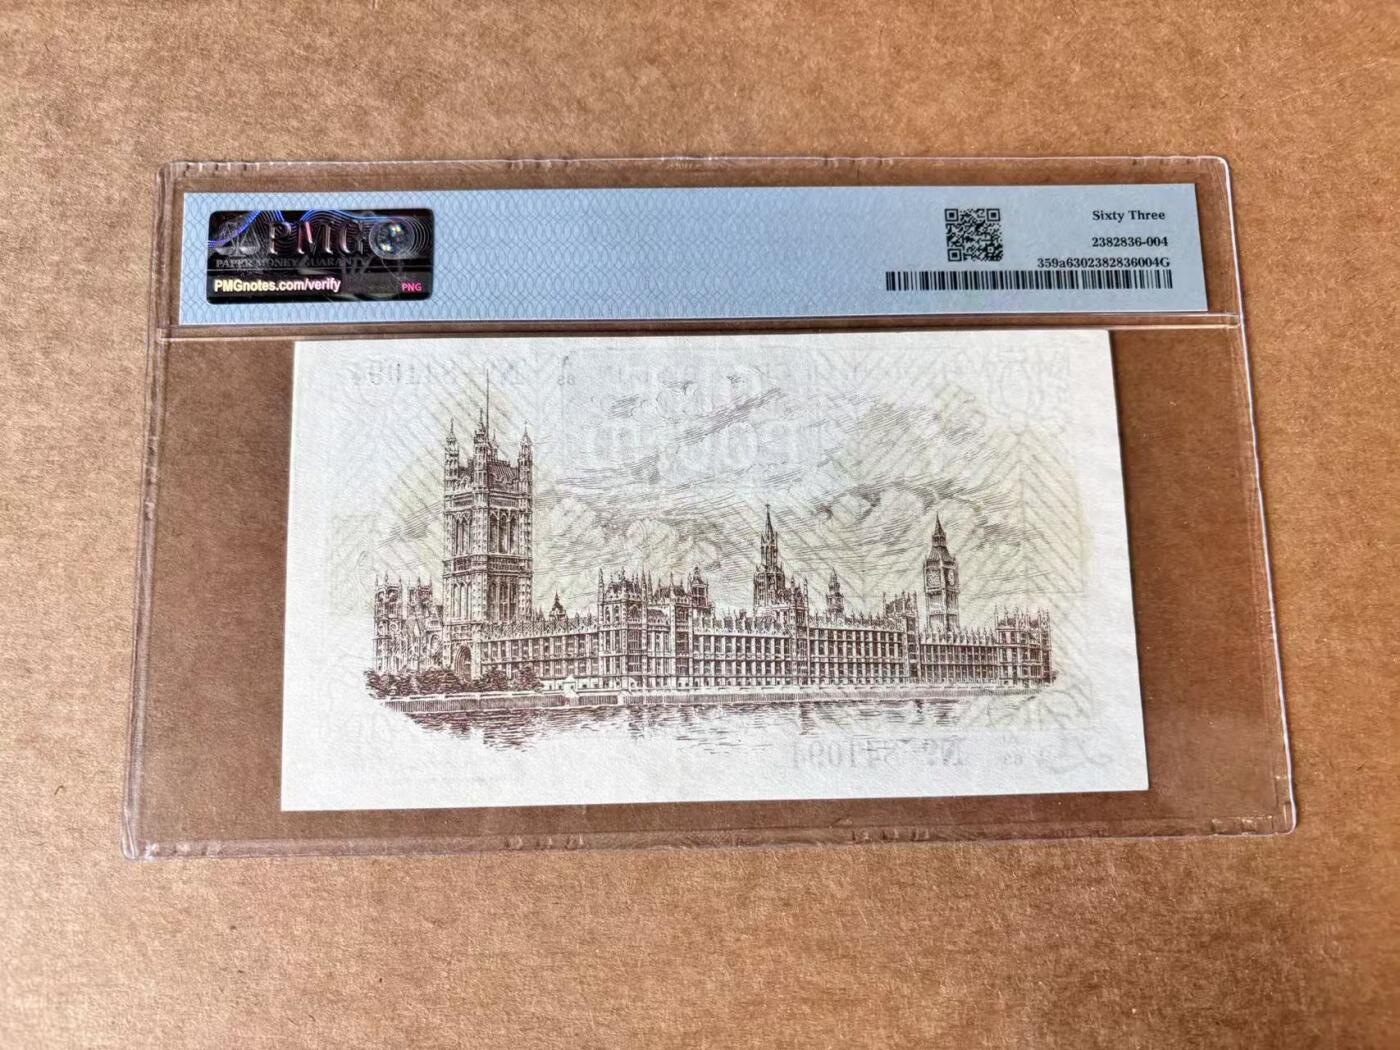 PMG
PAPER MONEY GUARANTY
PMGnotes.com/verify
PNG
Sixty Three
2382836-004
359a6302382836004G